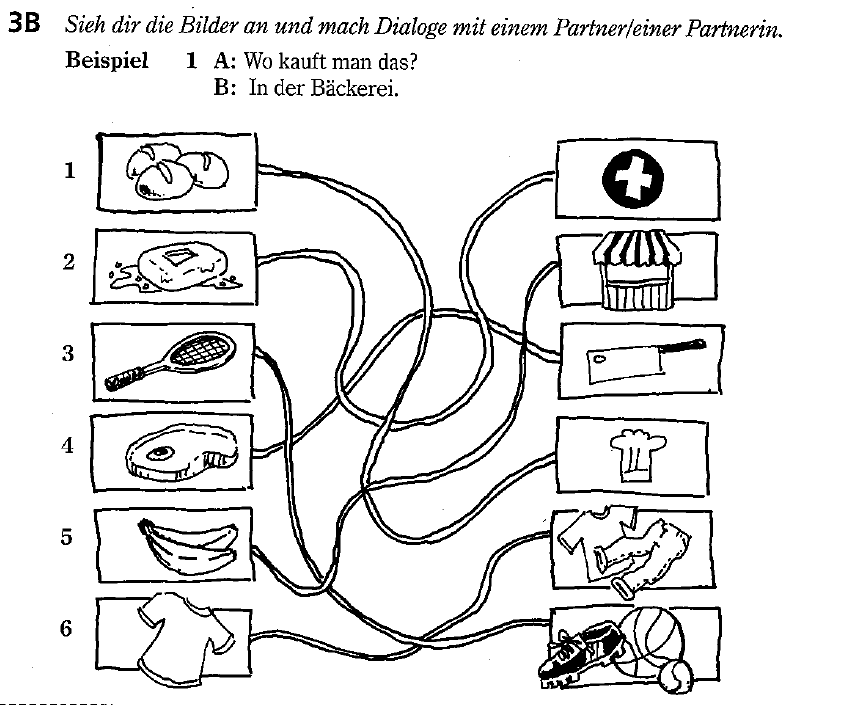 3B Sieh dir die Bilder an und mach Dialoge mit einem Partner/einer Partnerin.
Beispiel 1 A: Wo kauft man das?
B: In der Bäckerei.
1
2
3
4
5
6